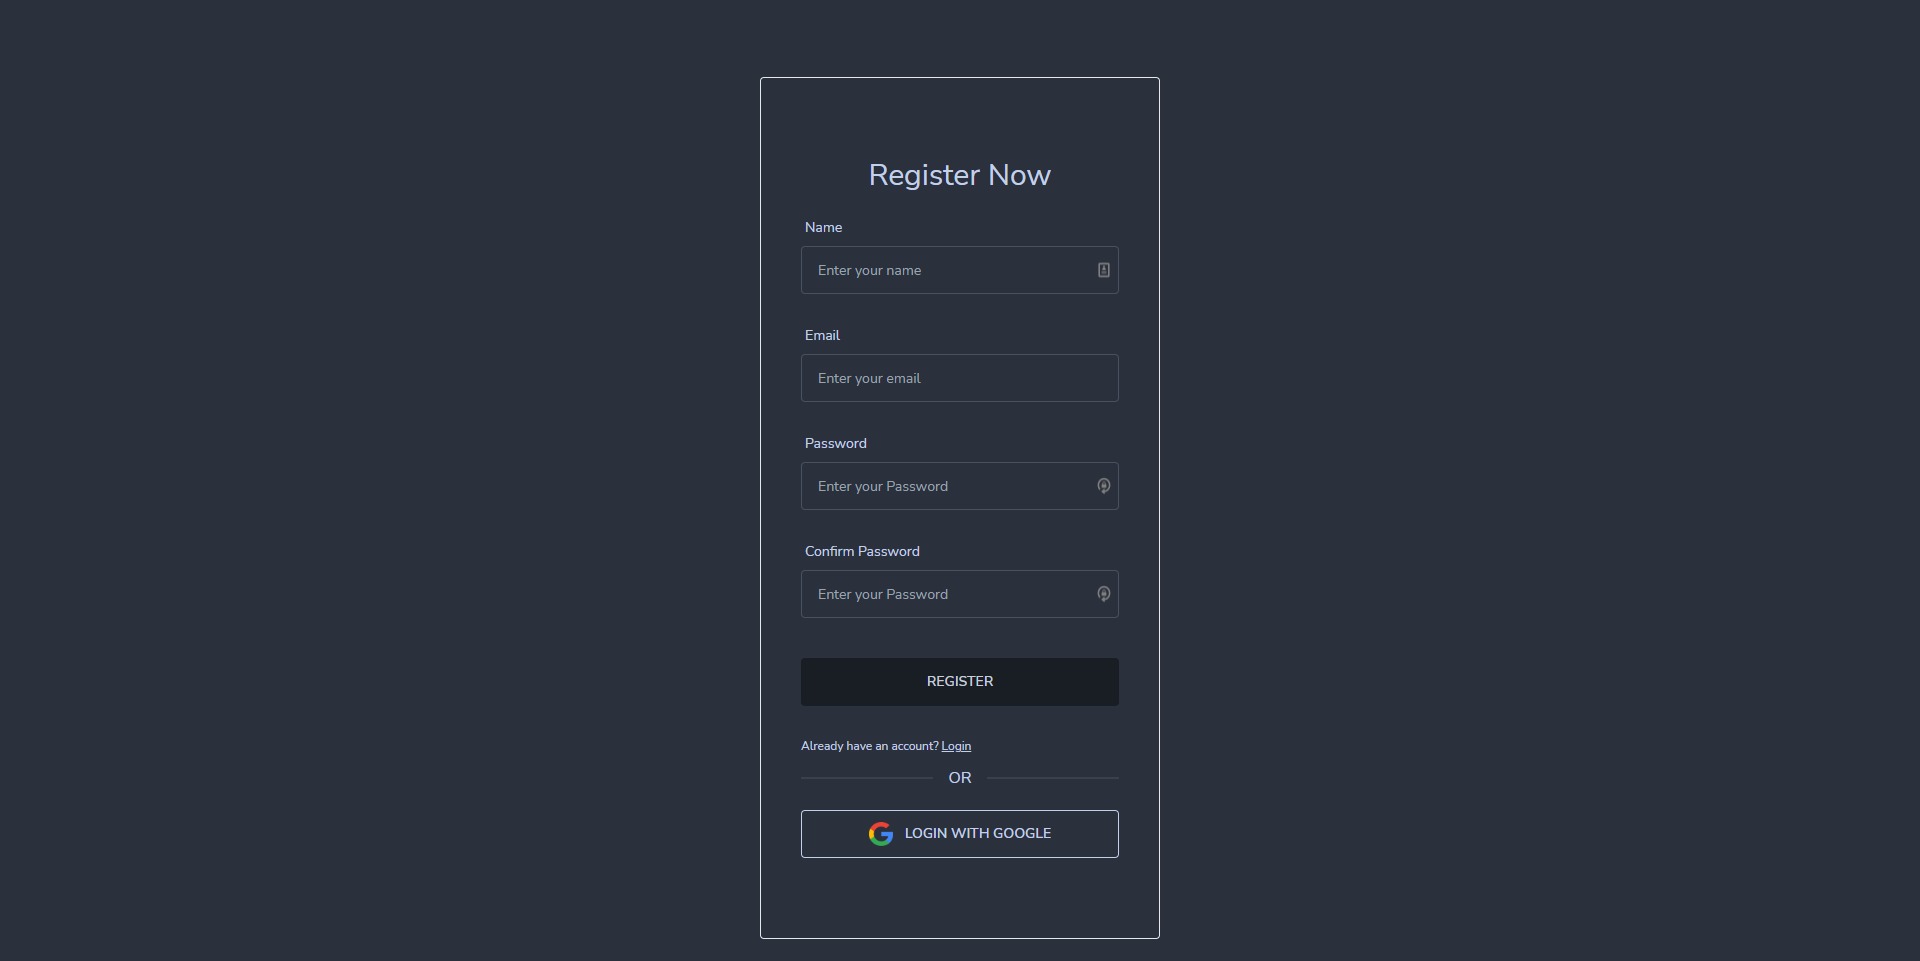 Register Now
Name
Enter your name
Email
Enter your email
Password
Enter your Password
Confirm Password
Enter your Password
REGISTER
Already have an account? Login
OR
LOGIN WITH GOOGLE